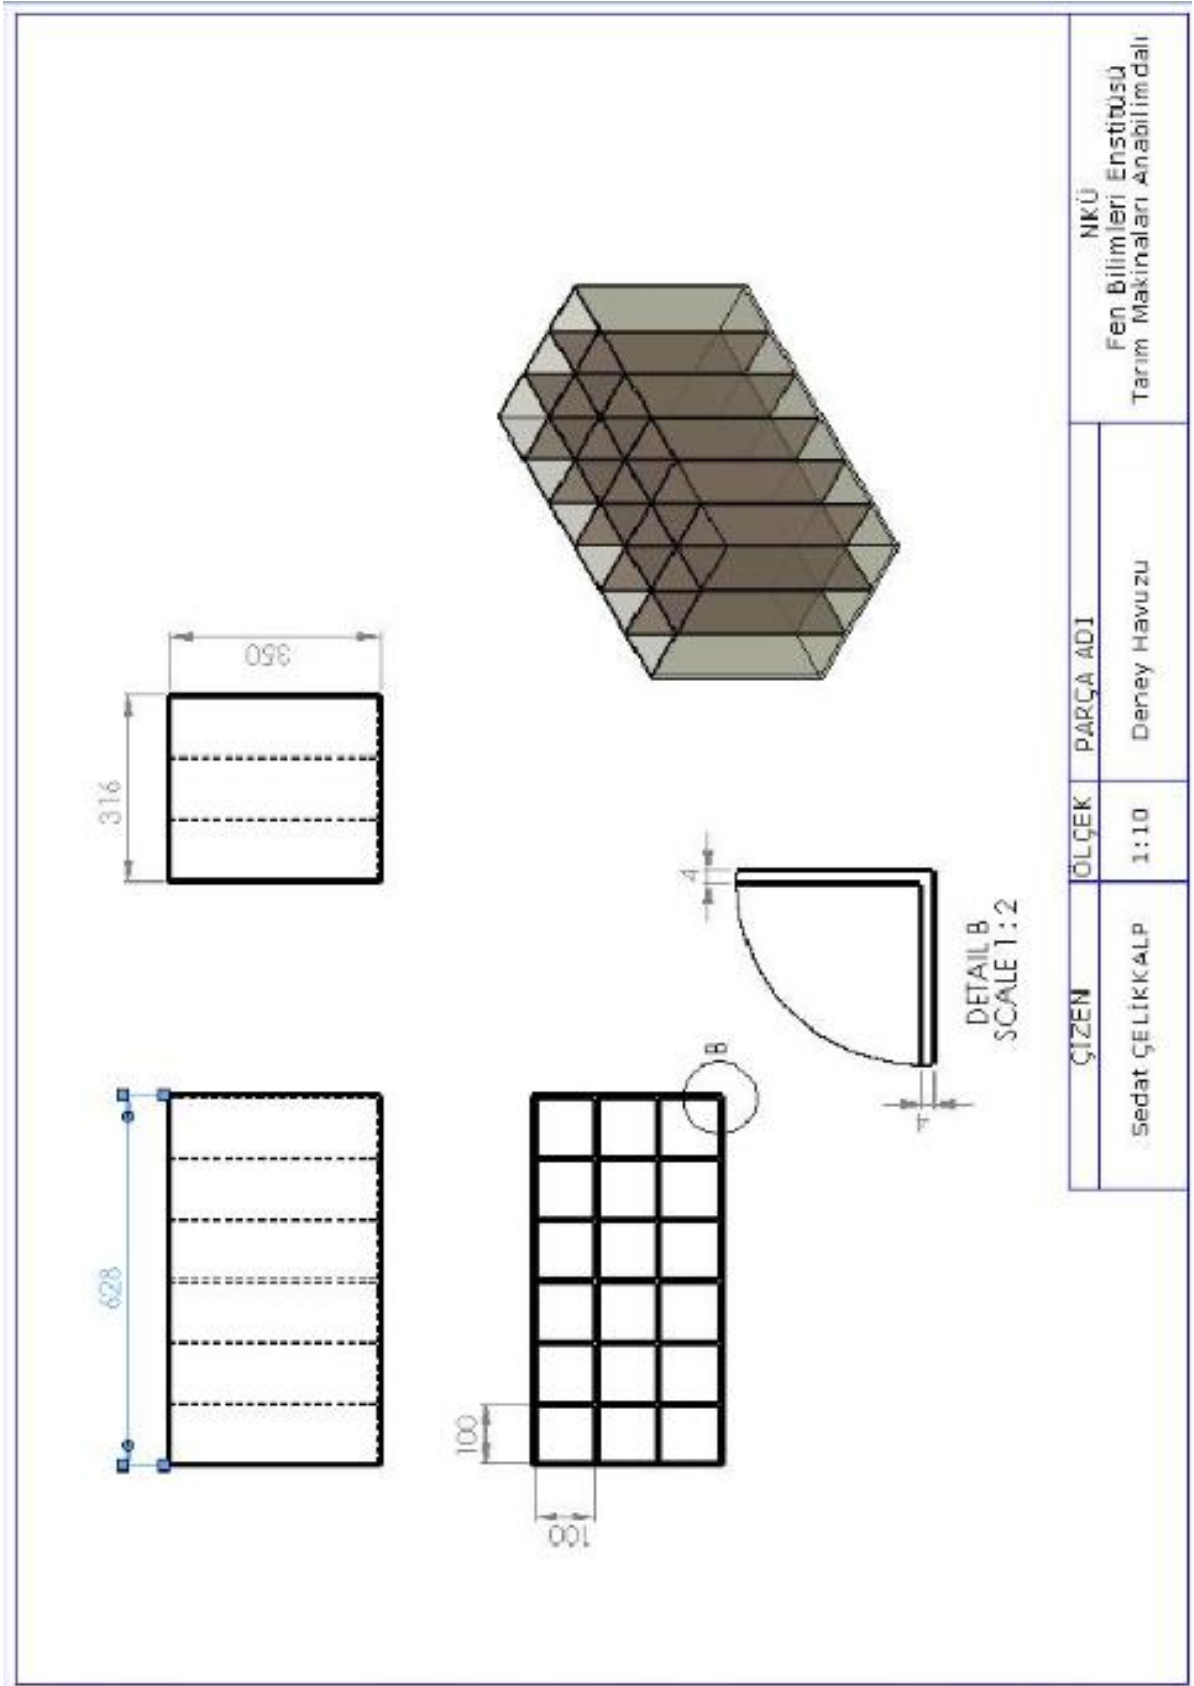 628
316
350
100
100
B
4
4
DETAIL B
SCALE 1 : 2
ÇİZEN
Sedat ÇELİKKALP
ÖLÇEK
1:10
PARÇA ADI
Deney Havuzu
NKÜ
Fen Bilimleri Enstitüsü
Tarım Makinaları Anabilimdalı